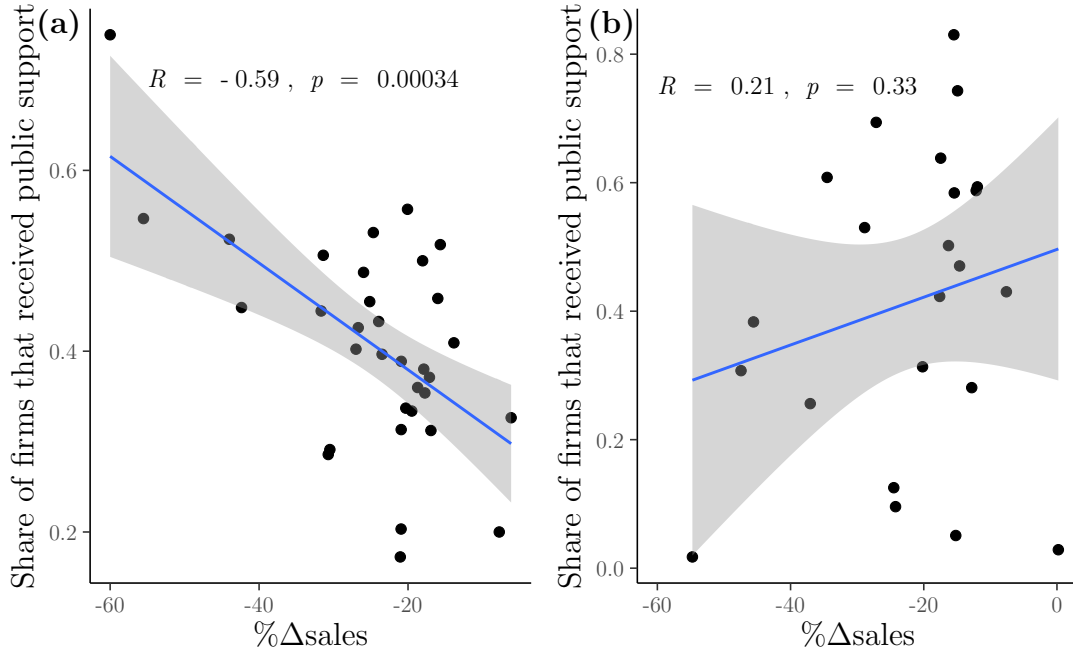 (a)
Share of firms that received public support
R = - 0.59 , p = 0.00034
0.6
0.4
0.2
-60
-40
-20
%Δsales
(b)
Share of firms that received public support
R = 0.21 , p = 0.33
0.8
0.6
0.4
0.2
0.0
-60
-40
-20
0
%Δsales